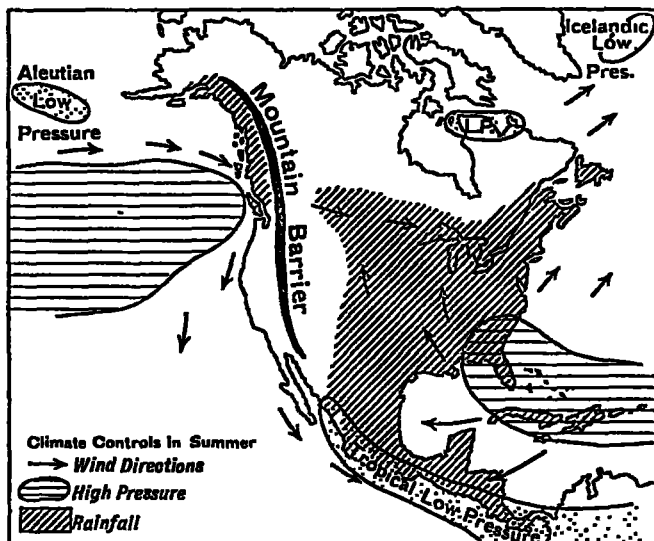 Icelandic
Low
Pres.
Aleutian
Low
Pressure
L.P.
Mountain
Barrier
Tropical Low Pressure
Climate Controls In Summer
Wind Directions
High Pressure
Rainfall